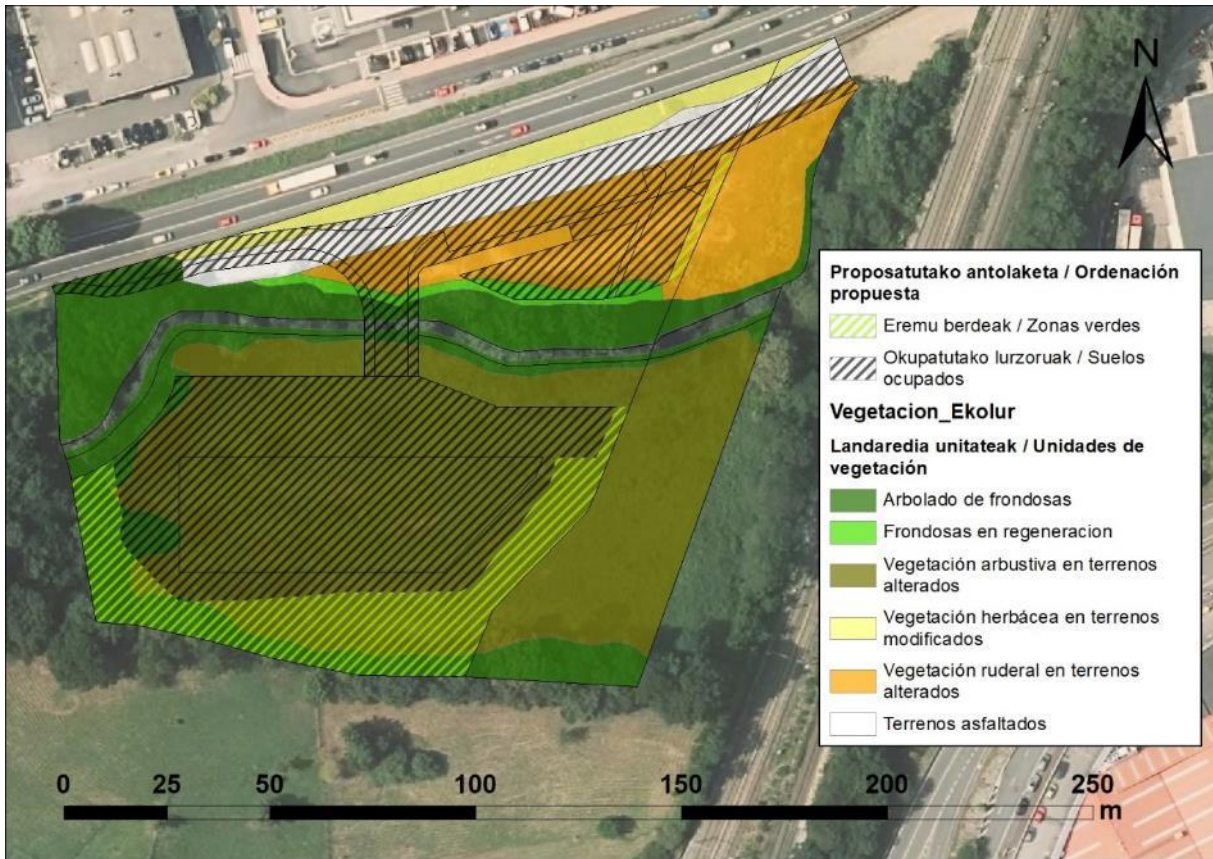 N
Proposatutako antolaketa / Ordenación
propuesta
Eremu berdeak / Zonas verdes
Okupatutako lurzoruak / Suelos
ocupados
Vegetacion_Ekolur
Landaredia unitateak / Unidades de
vegetación
Arbolado de frondosas
Frondosas en regeneracion
Vegetación arbustiva en terrenos
alterados
Vegetación herbácea en terrenos
modificados
Vegetación ruderal en terrenos
alterados
Terrenos asfaltados
0 25 50 100 150 200 250
m